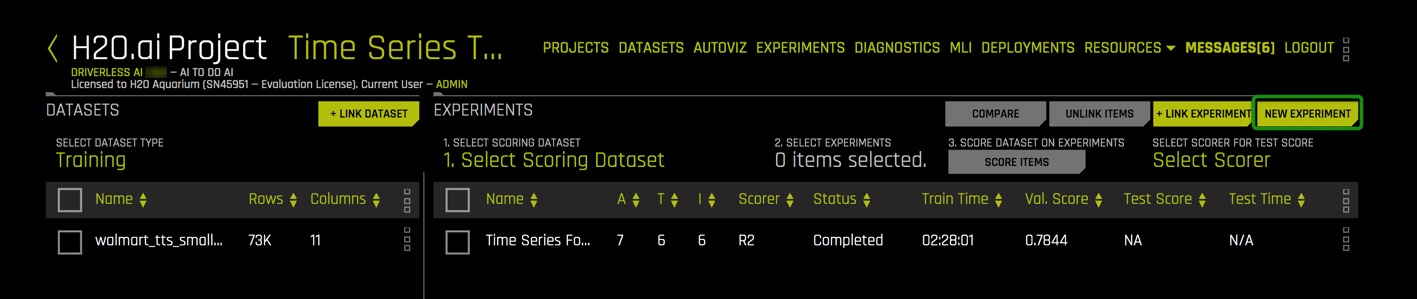 H2O.ai Project Time Series T...
PROJECTS DATASETS AUTOVIZ EXPERIMENTS DIAGNOSTICS MLI DEPLOYMENTS RESOURCES MESSAGES[6] LOGOUT
DRIVERLESS AI — AI TO DO AI
Licensed to H2O Aquarium (SN45951 — Evaluation License). Current User — ADMIN
DATASETS
+ LINK DATASET
SELECT DATASET TYPE
Training
Name Rows Columns
walmart_tts_small... 73K 11
EXPERIMENTS
COMPARE UNLINK ITEMS + LINK EXPERIMENT NEW EXPERIMENT
1. SELECT SCORING DATASET 2. SELECT EXPERIMENTS 3. SCORE DATASET ON EXPERIMENTS SELECT SCORER FOR TEST SCORE
1. Select Scoring Dataset 0 items selected. SCORE ITEMS Select Scorer
Name A T I Scorer Status Train Time Val. Score Test Score Test Time
Time Series Fo... 7 6 6 R2 Completed 02:28:01 0.7844 NA N/A